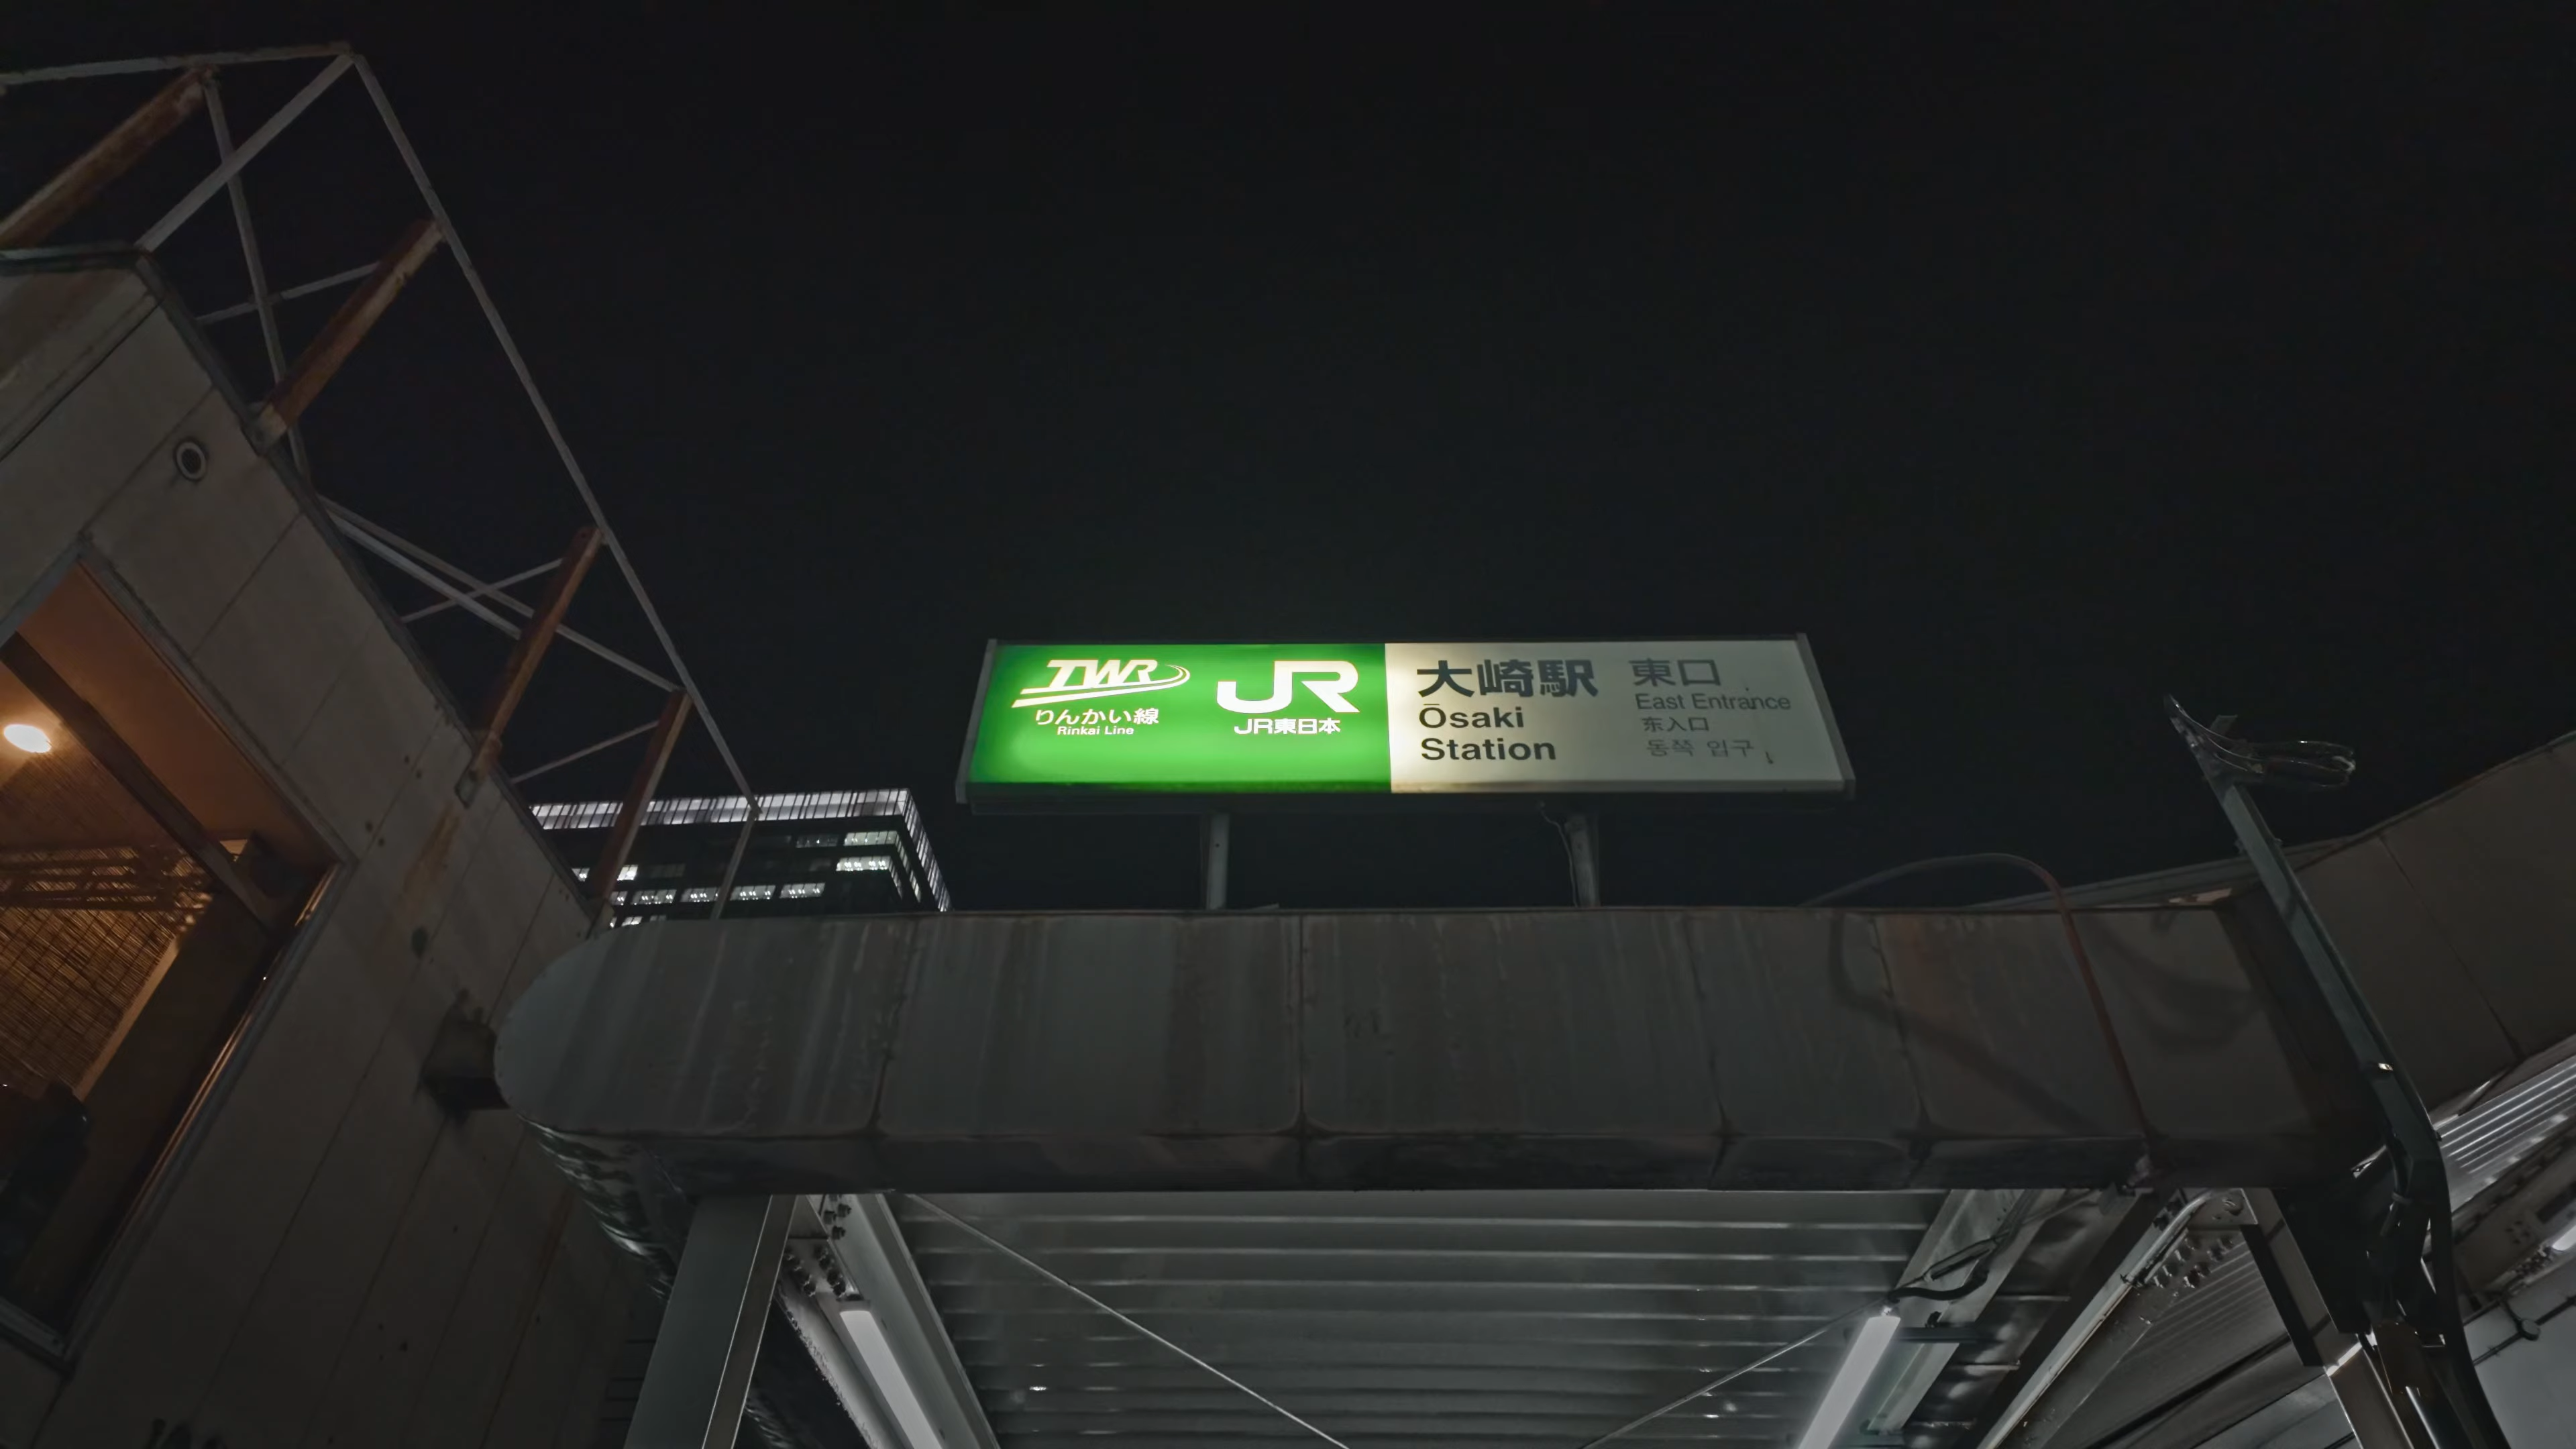 TWR
りんかい線
Rinkai Line
JR
JR東日本
大崎駅
Ōsaki
Station
東口
East Entrance
东入口
동쪽 입구